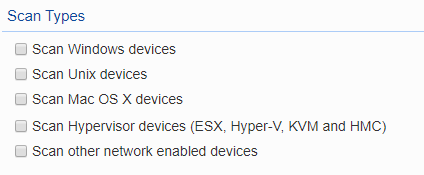 Scan Types
Scan Windows devices
Scan Unix devices
Scan Mac OS X devices
Scan Hypervisor devices (ESX, Hyper-V, KVM and HMC)
Scan other network enabled devices